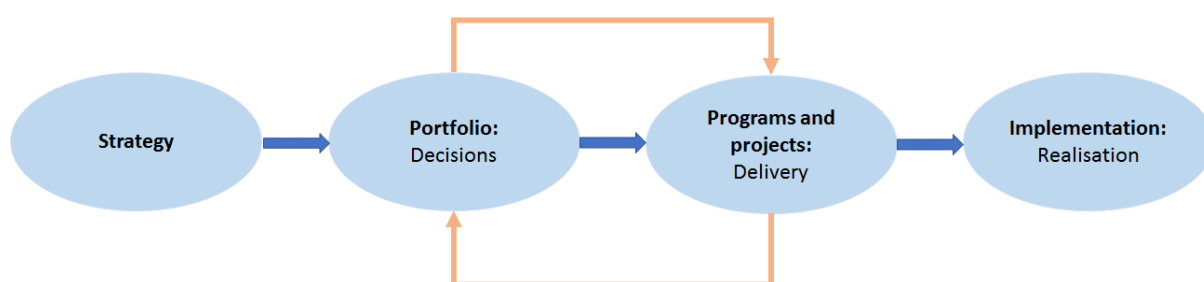 Strategy
Portfolio:
Decisions
Programs and
projects:
Delivery
Implementation:
Realisation